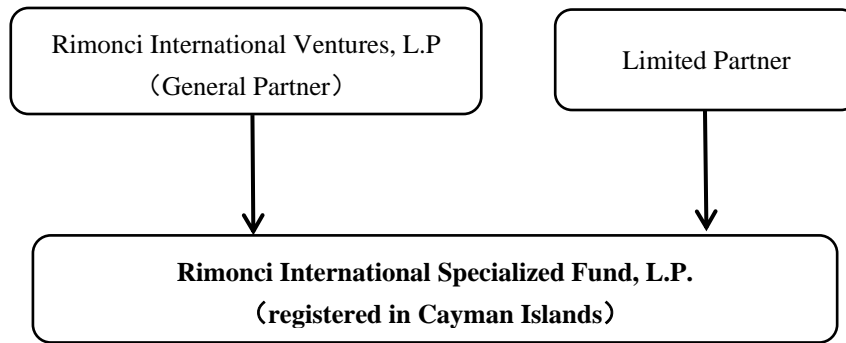 Rimonci International Ventures, L.P
（General Partner）
Limited Partner
Rimonci International Specialized Fund, L.P.
（registered in Cayman Islands）